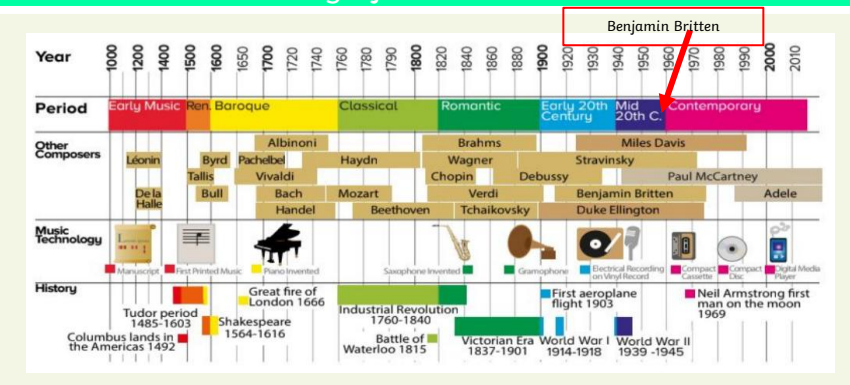 Benjamin Britten
Year
1000
1200
1400
1500
1600
1650
1700
1720
1740
1760
1780
1790
1820
1830
1840
1860
1880
1900
1920
1930
1940
1950
1960
1970
1980
1990
2000
2010
Period
Early Music
Ren.
Baroque
Classical
Romantic
Early 20th
Century
Mid
20th C.
Contemporary
Other
Composers
Albinoni
Brahms
Miles Davis
Léonin
Byrd
Pachelbel
Haydn
Wagner
Stravinsky
Tallis
Vivaldi
Chopin
Debussy
Paul McCartney
De la
Halle
Bull
Bach
Mozart
Verdi
Benjamin Britten
Adele
Handel
Beethoven
Tchaikovsky
Duke Ellington
Music
Technology
Manuscript
First Printed Music
Piano Invented
Saxophone Invented
Gramophone
Electrical Recording
on Vinyl Record
Compact
Cassette
Compact
Disc
Digital Media
Player
History
Tudor period
1485-1603
Columbus lands in
the Americas 1492
Shakespeare
1564-1616
Great fire of
London 1666
Industrial Revolution
1760-1840
Battle of
Waterloo 1815
Victorian Era
1837-1901
First aeroplane
flight 1903
World War I
1914-1918
World War II
1939 -1945
Neil Armstrong first
man on the moon
1969